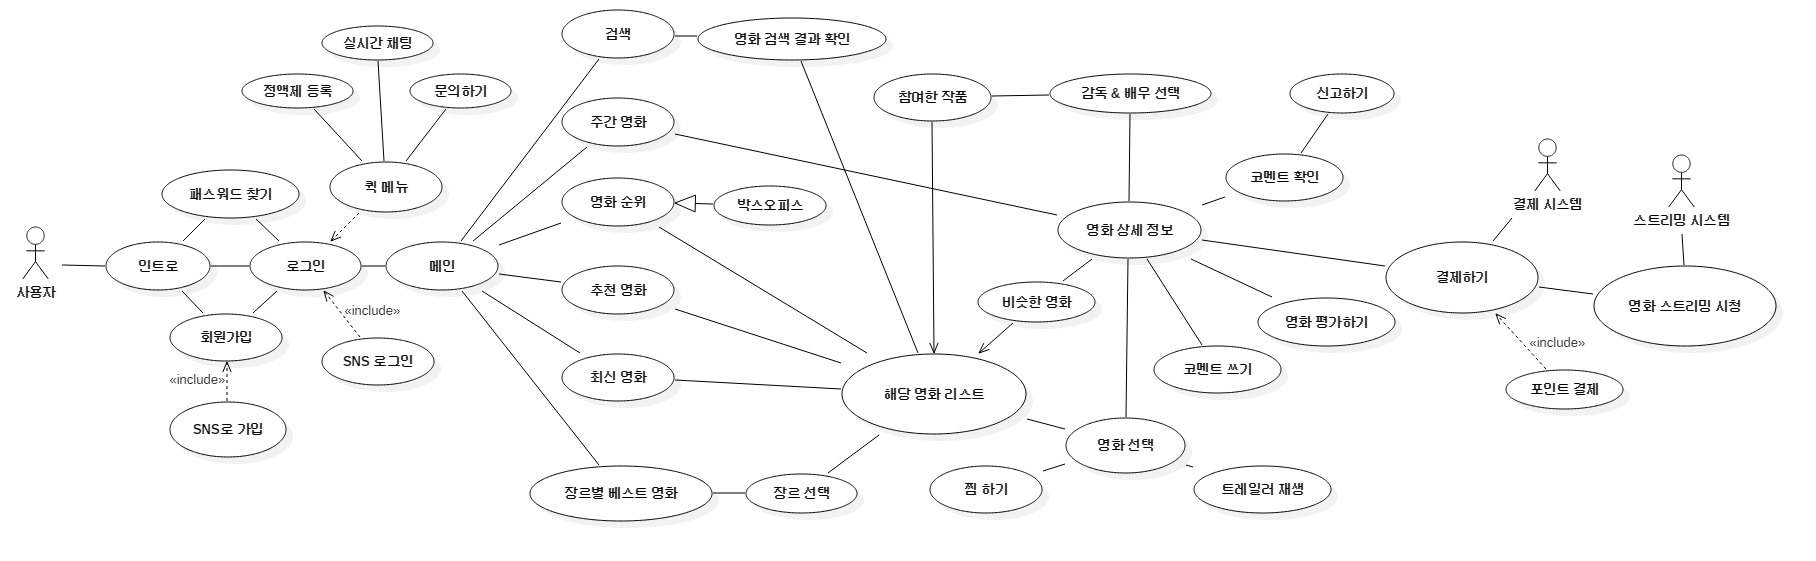 검색
영화 검색 결과 확인
실시간 채팅
정액제 등록
문의하기
참여한 작품
감독 & 배우 선택
신고하기
주간 영화
퀵 메뉴
코멘트 확인
패스워드 찾기
영화 순위
박스오피스
결제 시스템
스트리밍 시스템
영화 상세 정보
사용자
인트로
로그인
메인
추천 영화
비슷한 영화
결제하기
영화 스트리밍 시청
«include»
영화 평가하기
회원가입
SNS 로그인
«include»
코멘트 쓰기
«include»
포인트 결제
최신 영화
해당 영화 리스트
SNS로 가입
영화 선택
장르별 베스트 영화
장르 선택
찜 하기
트레일러 재생